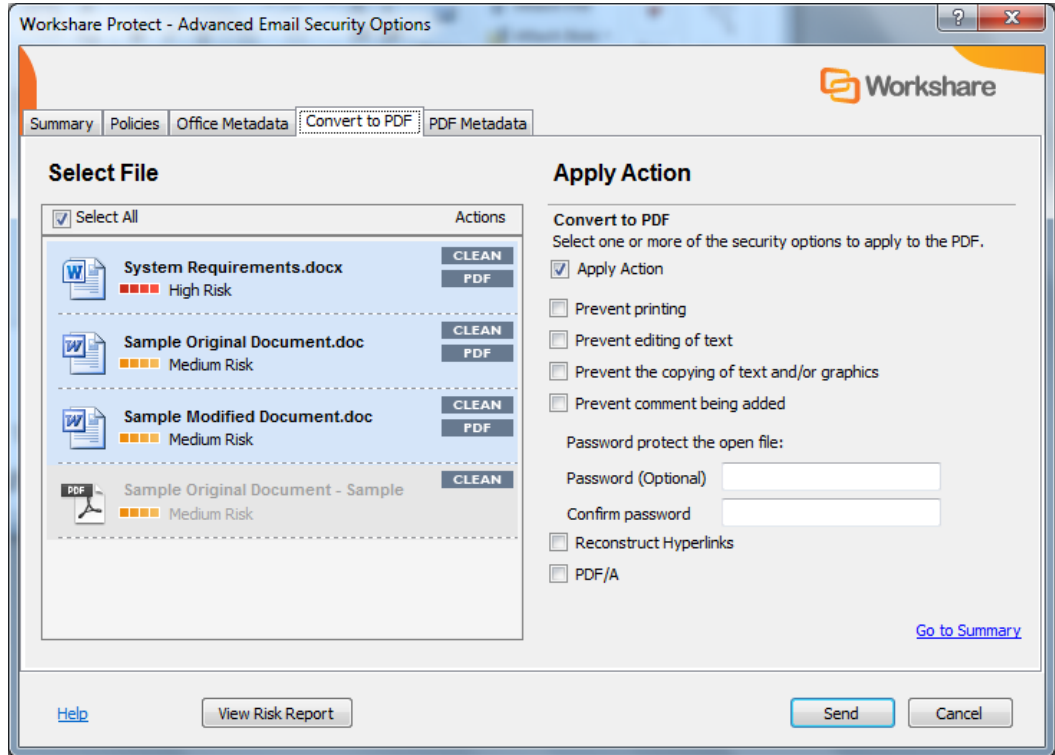 Workshare Protect - Advanced Email Security Options
Workshare
Summary Policies Office Metadata Convert to PDF PDF Metadata
Select File
Select All Actions
System Requirements.docx
High Risk
CLEAN
PDF
Sample Original Document.doc
Medium Risk
CLEAN
PDF
Sample Modified Document.doc
Medium Risk
CLEAN
PDF
PDF
Sample Original Document - Sample
Medium Risk
CLEAN
Apply Action
Convert to PDF
Select one or more of the security options to apply to the PDF.
Apply Action
Prevent printing
Prevent editing of text
Prevent the copying of text and/or graphics
Prevent comment being added
Password protect the open file:
Password (Optional)
Confirm password
Reconstruct Hyperlinks
PDF/A
Go to Summary
Help View Risk Report Send Cancel